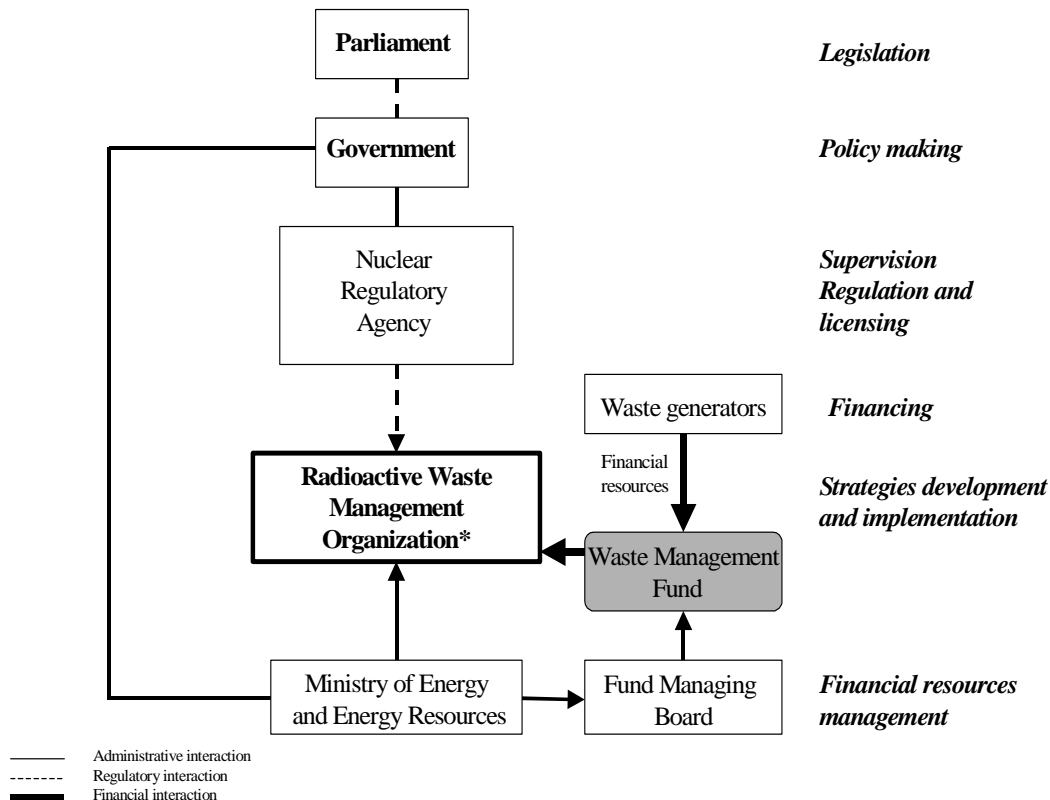 Parliament
Legislation
Government
Policy making
Nuclear
Regulatory
Agency
Supervision
Regulation and
licensing
Waste generators
Financing
Financial
resources
Radioactive Waste
Management
Organization*
Strategies development
and implementation
Waste Management
Fund
Ministry of Energy
and Energy Resources
Fund Managing
Board
Financial resources
management
Administrative interaction
Regulatory interaction
Financial interaction